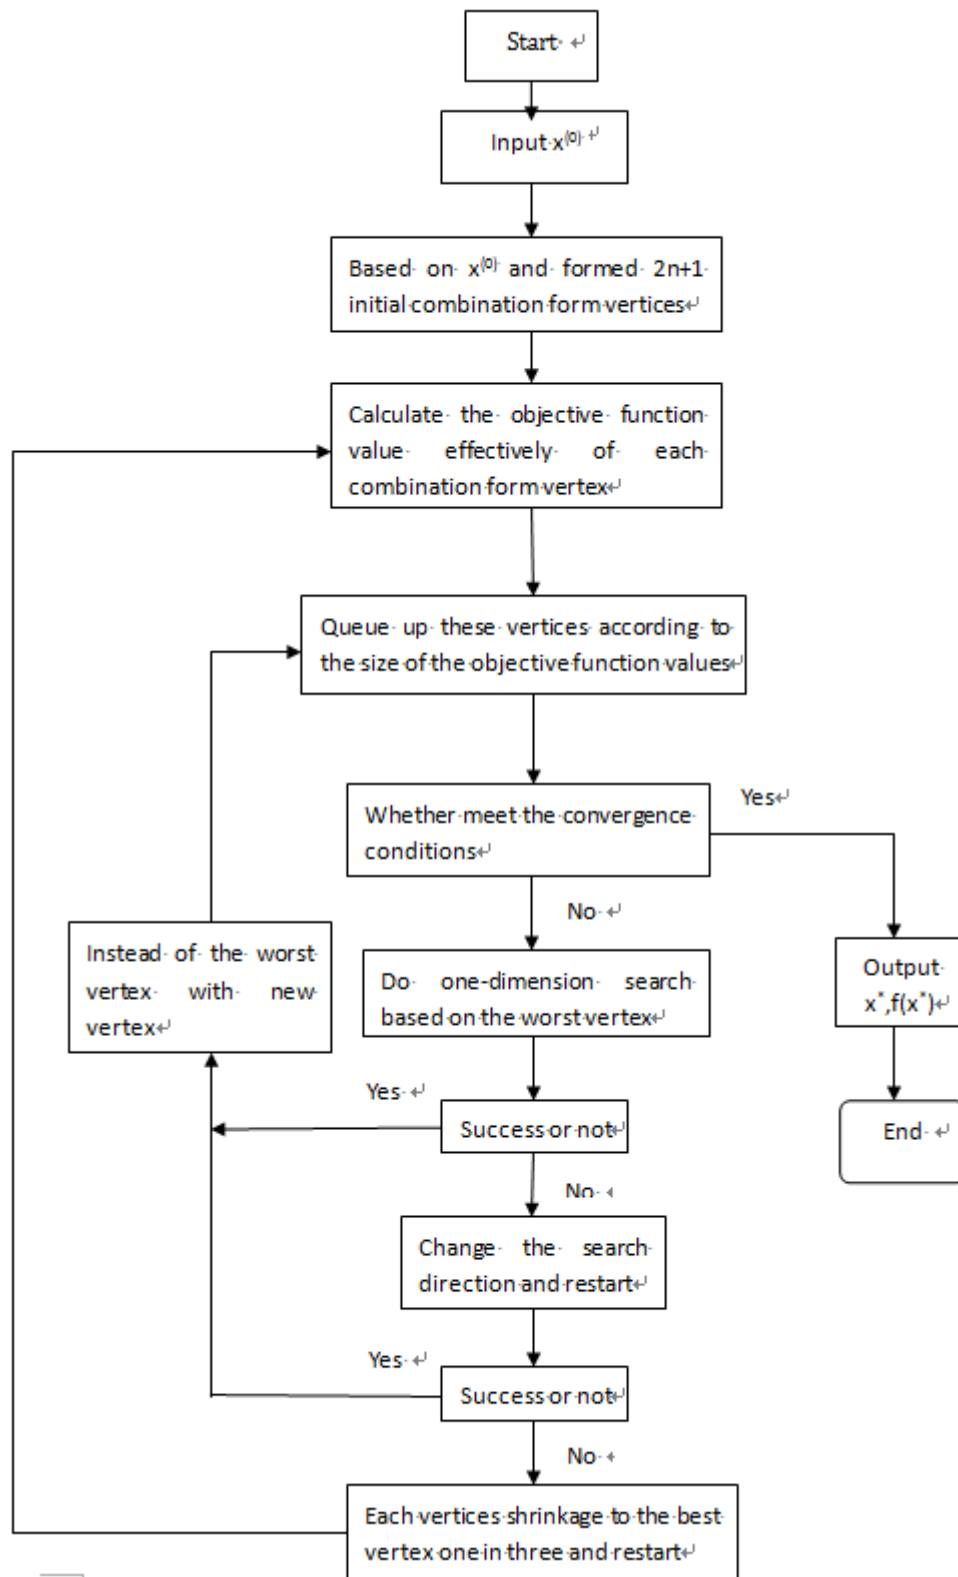 Start
Input x⁽⁰⁾
Based on x⁽⁰⁾ and formed 2n+1
initial combination form vertices
Calculate the objective function
value effectively of each
combination form vertex
Queue up these vertices according to
the size of the objective function values
Whether meet the convergence
conditions
Yes
No
Instead of the worst
vertex with new
vertex
Do one-dimension search
based on the worst vertex
Output
x*,f(x*)
Yes
Success or not
End
No
Change the search
direction and restart
Yes
Success or not
No
Each vertices shrinkage to the best
vertex one in three and restart